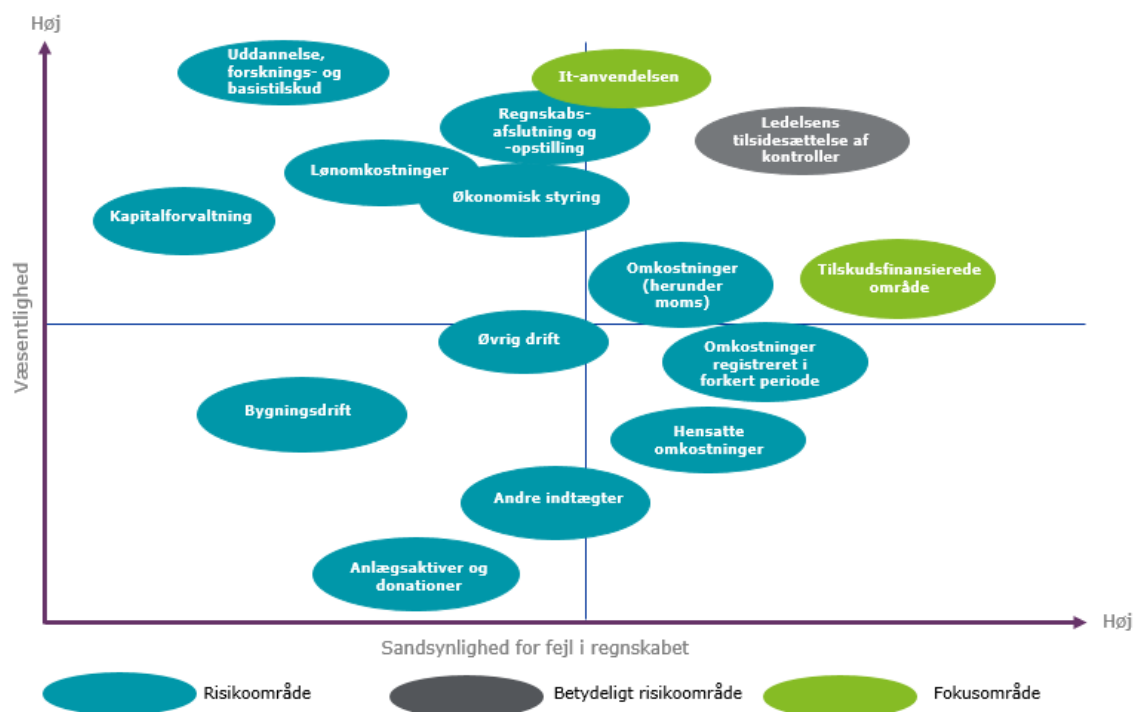 Høj
Uddannelse,
forsknings- og
basistilskud
It-anvendelsen
Regnskabs-
afslutning og
-opstilling
Ledelsens
tilsidesættelse af
kontroller
Lønomkostninger
Økonomisk styring
Kapitalforvaltning
Omkostninger
(herunder
moms)
Tilskudsfinansierede
område
Væsentlighed
Øvrig drift
Omkostninger
registreret i
forkert periode
Bygningsdrift
Hensatte
omkostninger
Andre indtægter
Anlægsaktiver og
donationer
Høj
Sandsynlighed for fejl i regnskabet
Risikoområde
Betydeligt risikoområde
Fokusområde